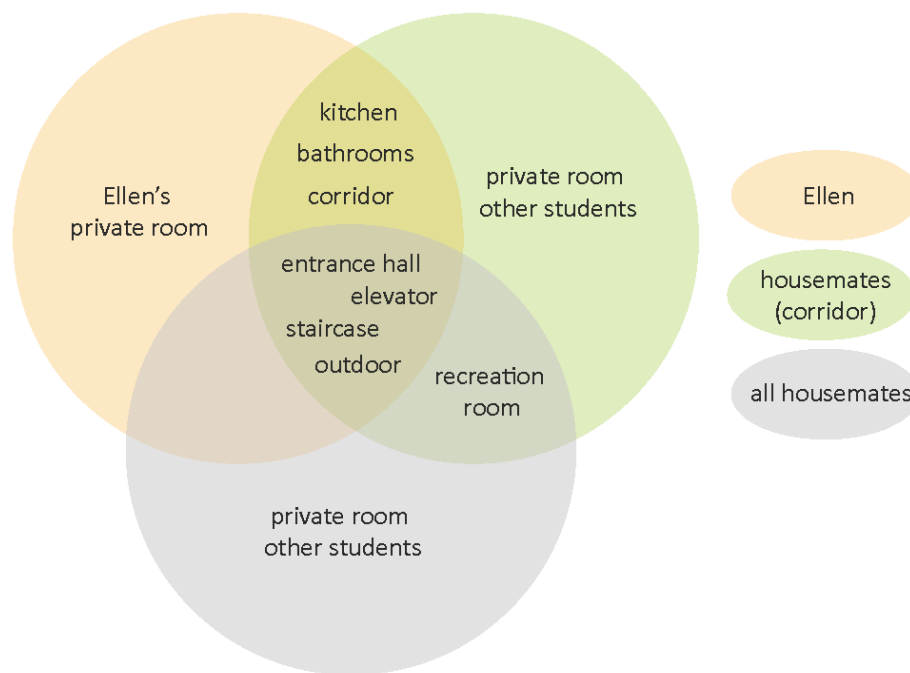 kitchen
bathrooms
corridor
Ellen's
private room
private room
other students
entrance hall
elevator
staircase
outdoor
recreation
room
private room
other students
Ellen
housemates
(corridor)
all housemates